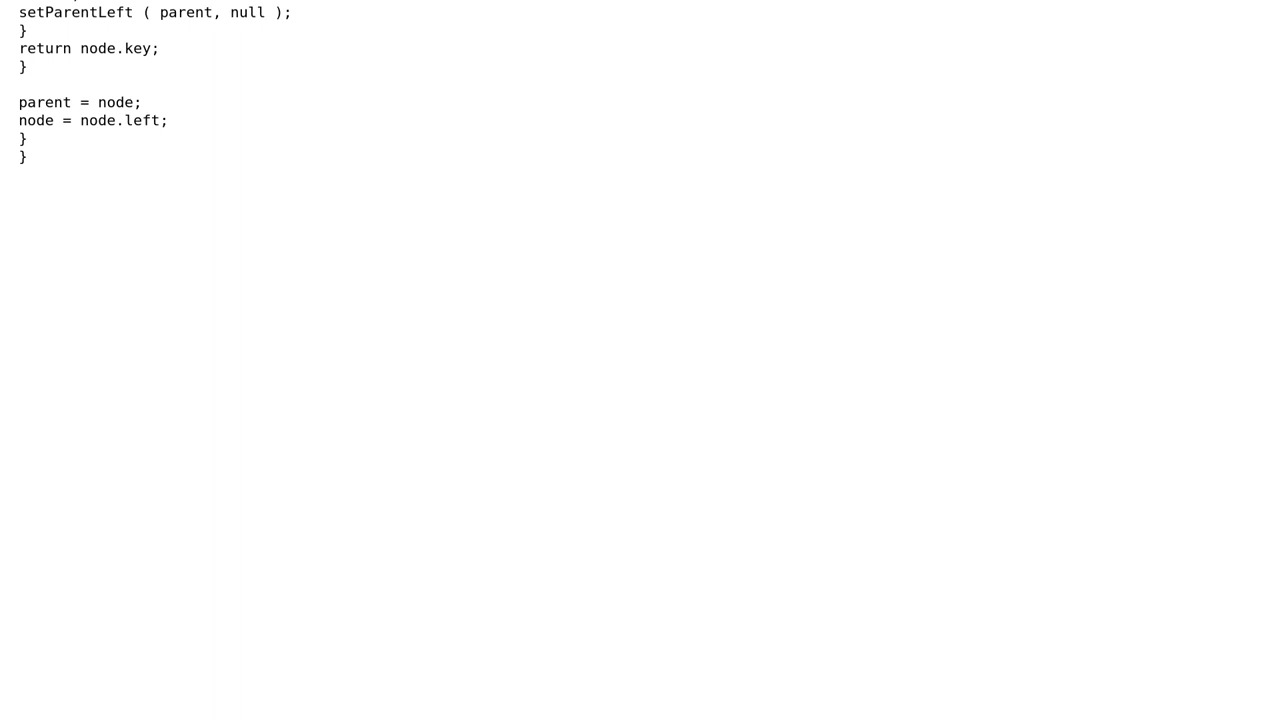 setParentLeft ( parent, null );
}
return node.key;
}

parent = node;
node = node.left;
}
}